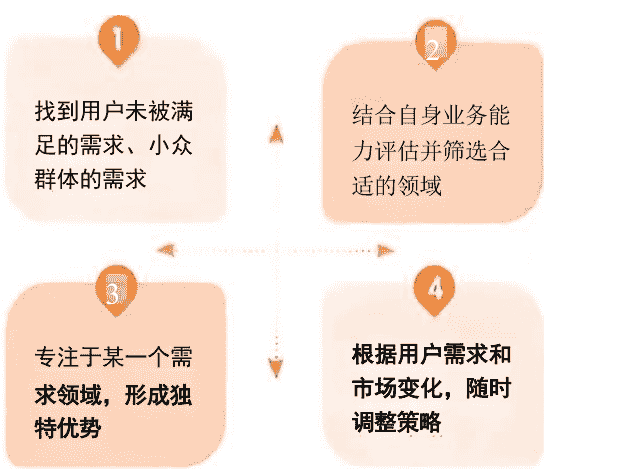 1
找到用户未被满
足的需求、小众
群体的需求
2
结合自身业务能
力评估并筛选合
适的领域
3
专注于某一个需
求领域，形成独
特优势
4
根据用户需求和
市场变化，随时
调整策略